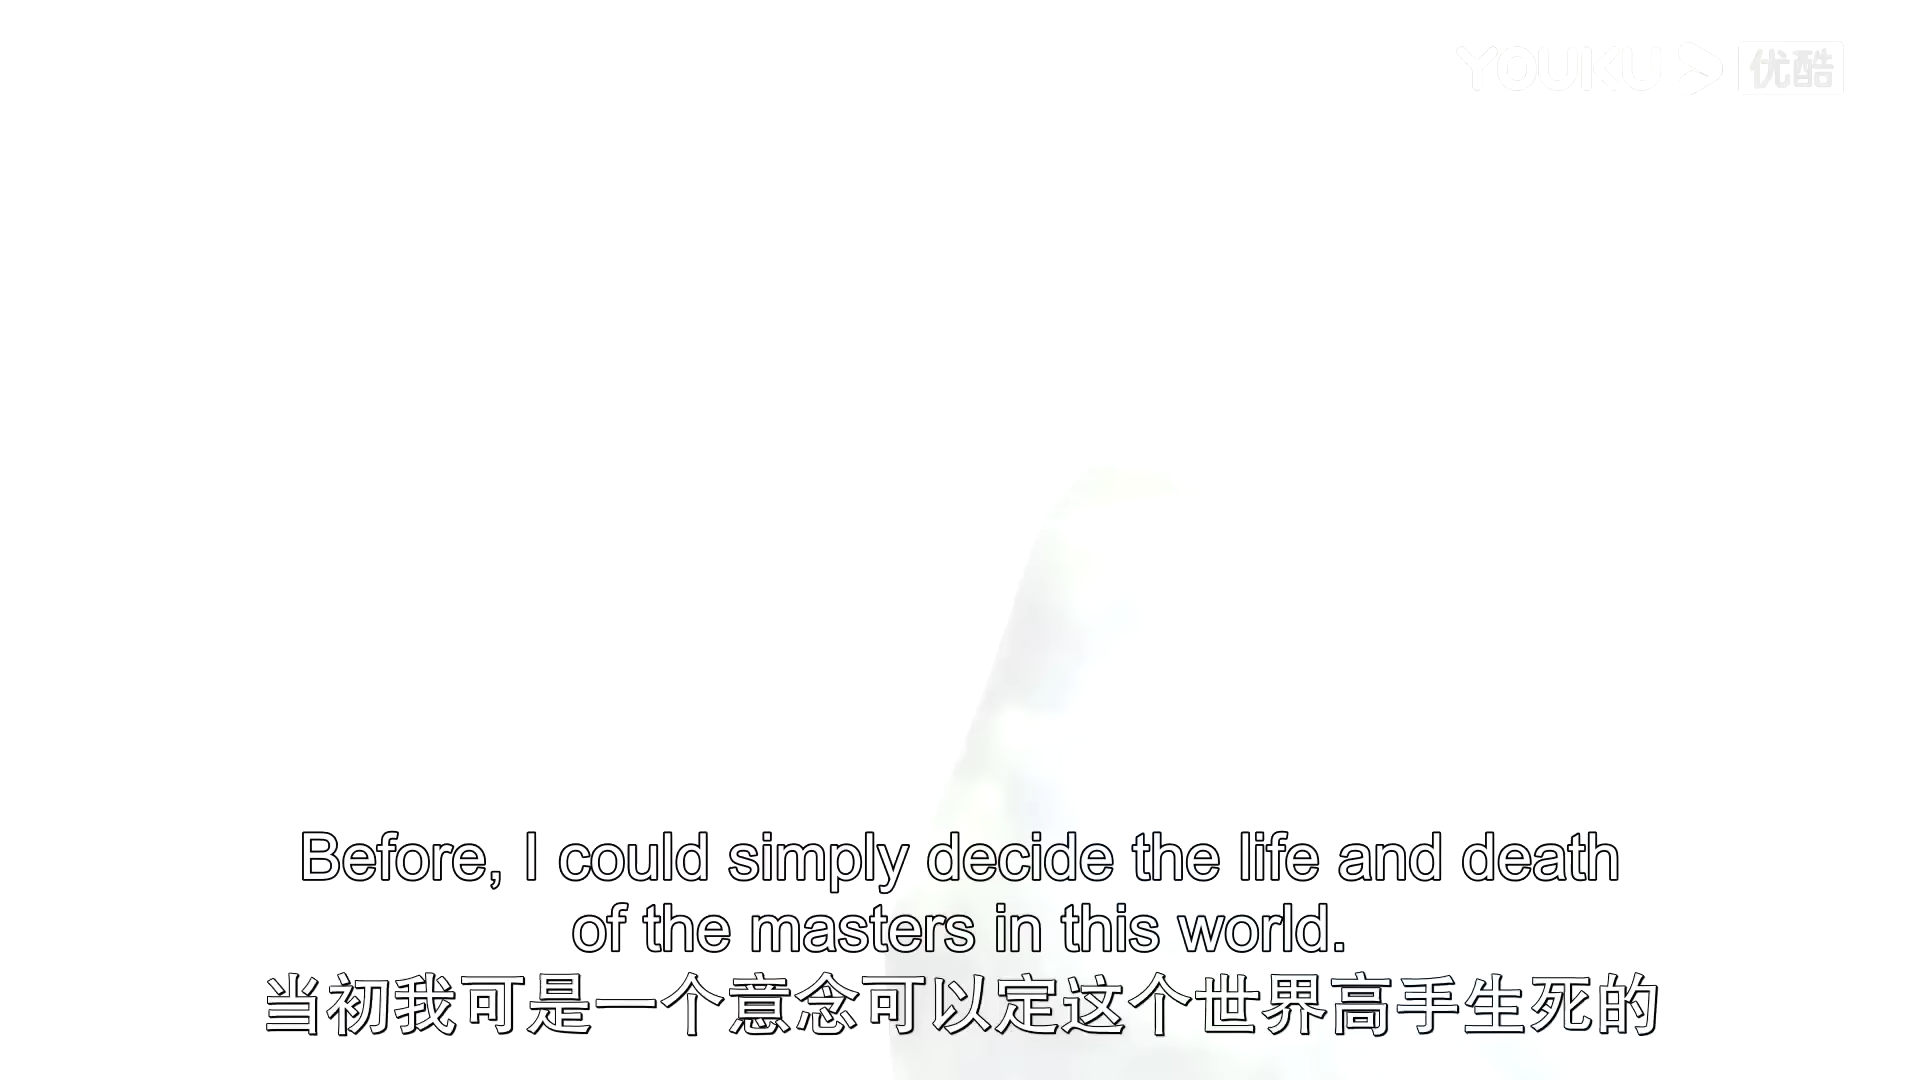 YOUKU 优酷
Before, I could simply decide the life and death
of the masters in this world.
当初我可是一个意念可以定这个世界高手生死的